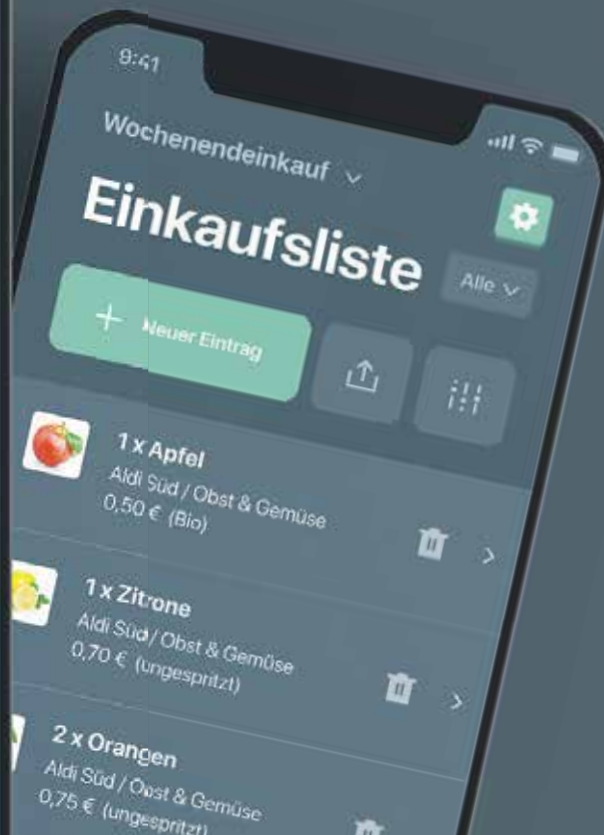 9:41
Wochenendeinkauf
Einkaufsliste
Alle
Neuer Eintrag
1 x Apfel
Aldi Süd / Obst & Gemüse
0,50 € (Bio)
1 x Zitrone
Aldi Süd / Obst & Gemüse
0,70 € (ungespritzt)
2 x Orangen
Aldi Süd / Obst & Gemüse
0,75 € (ungespritzt)